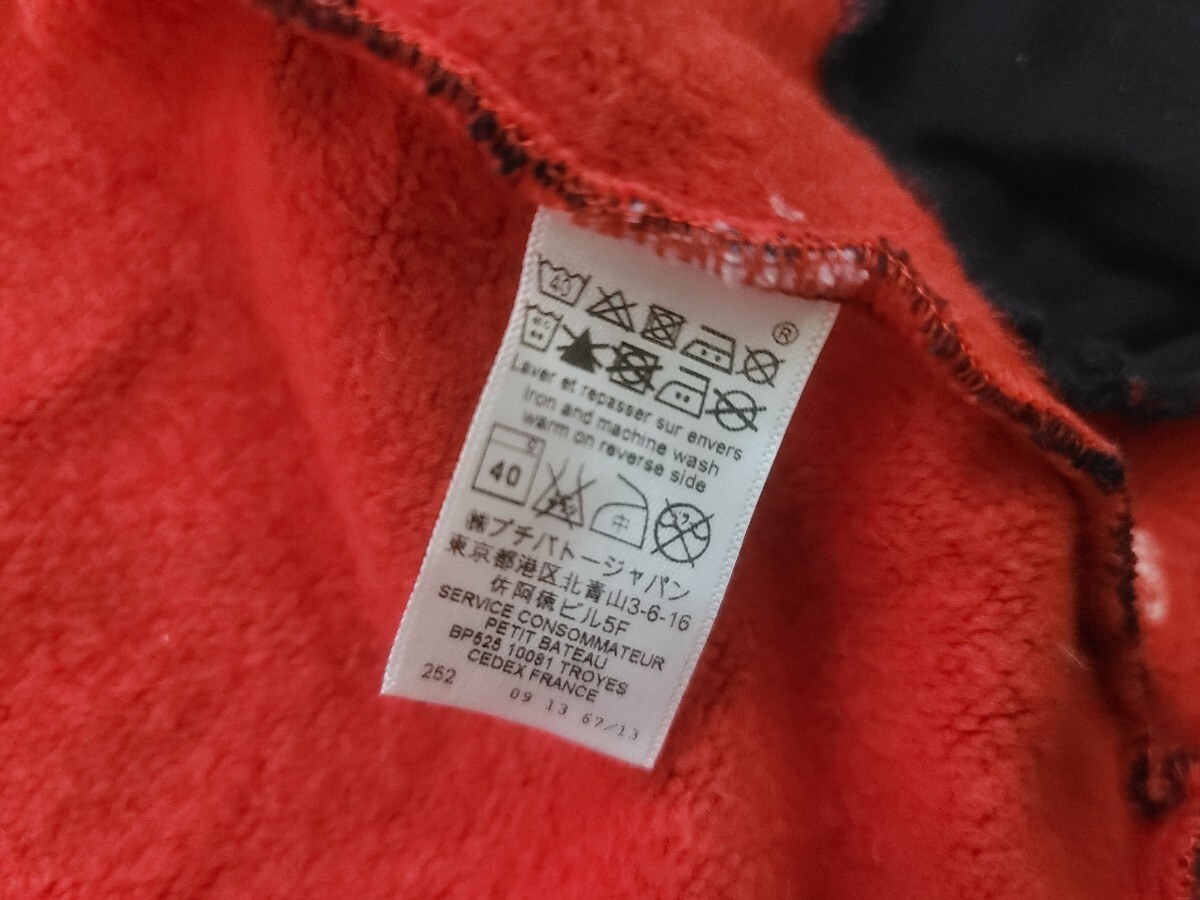 40
®
40
Laver et repasser sur envers
Iron and machine wash
warm on reverse side
40
中
㈱プチバトージャパン
東京都港区北青山3-6-16
佐阿徳ビル5F
SERVICE CONSOMMATEUR
PETIT BATEAU
BP525 10081 TROYES
CEDEX FRANCE
262
09 13 67/13